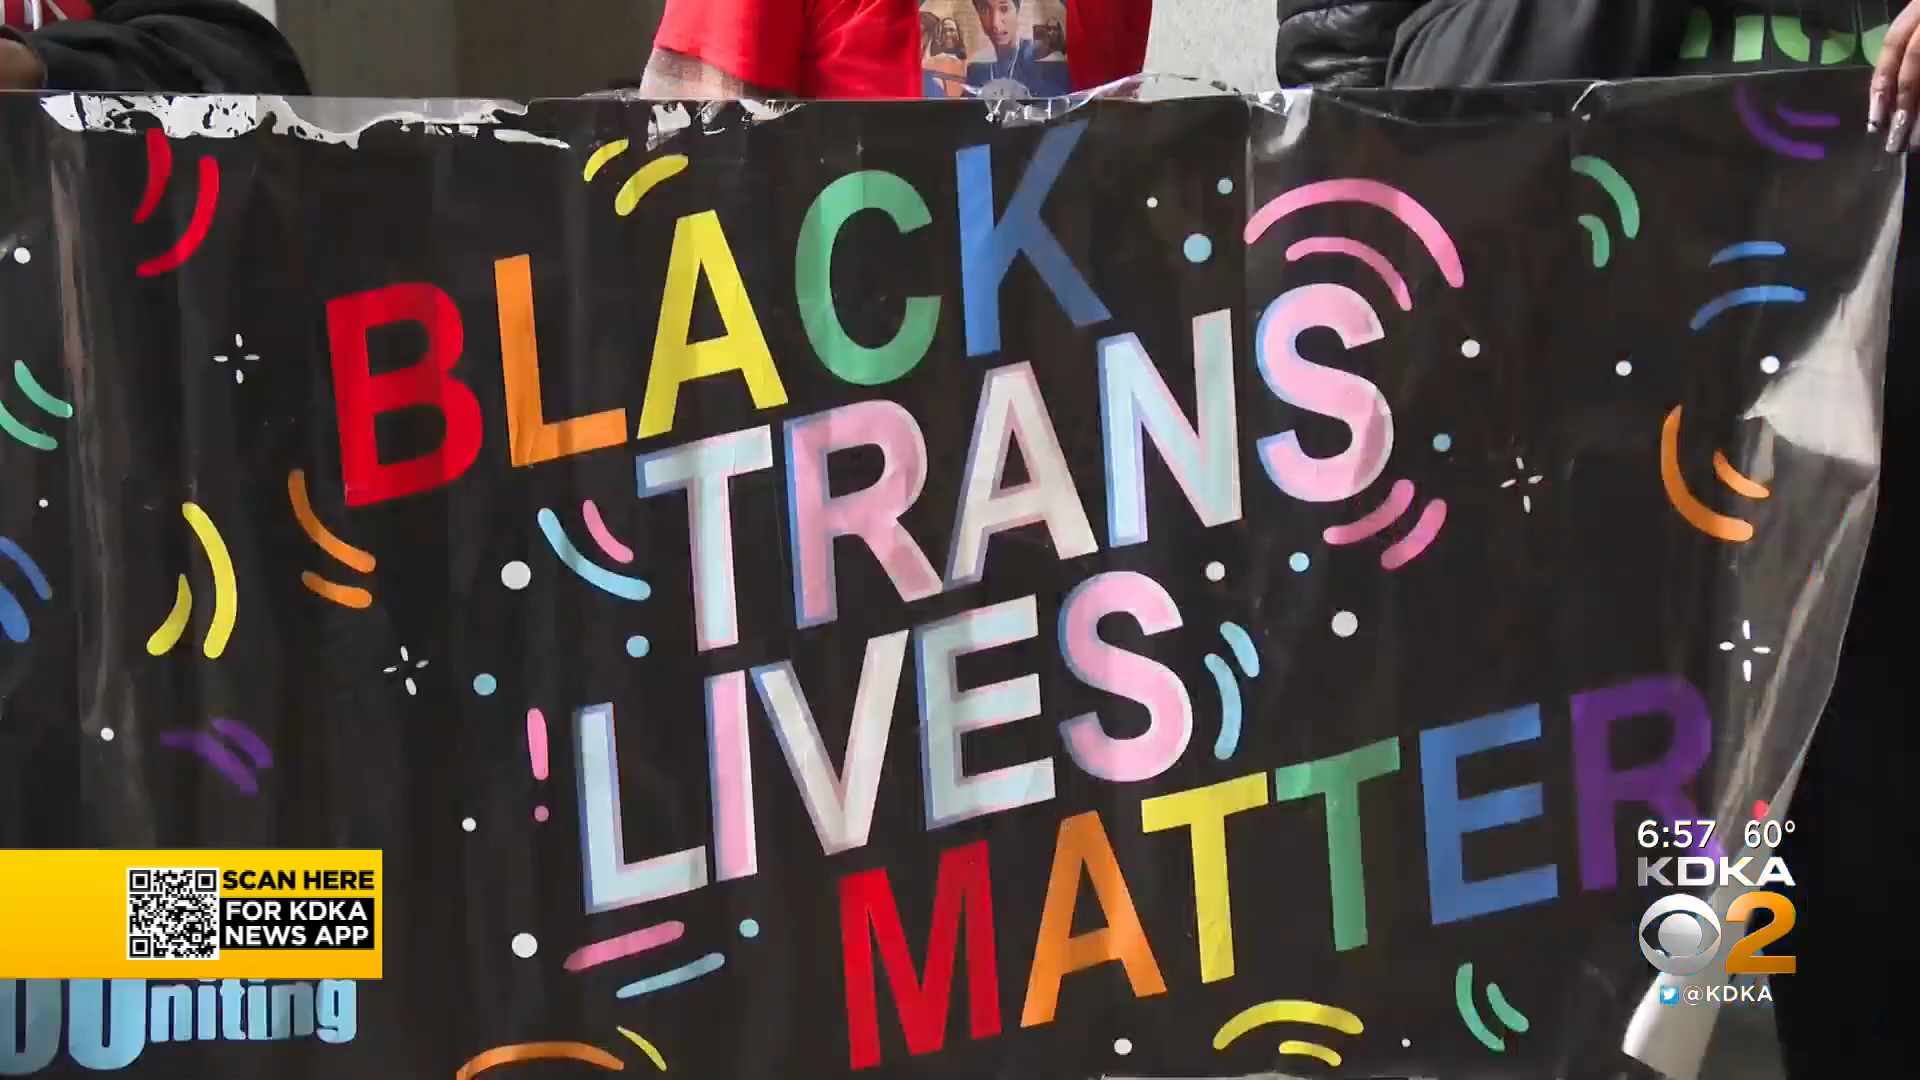 BLACK
TRANS
LIVES
MATTER
6:57 60°
KDKA
2
@KDKA
SCAN HERE
FOR KDKA
NEWS APP
niting